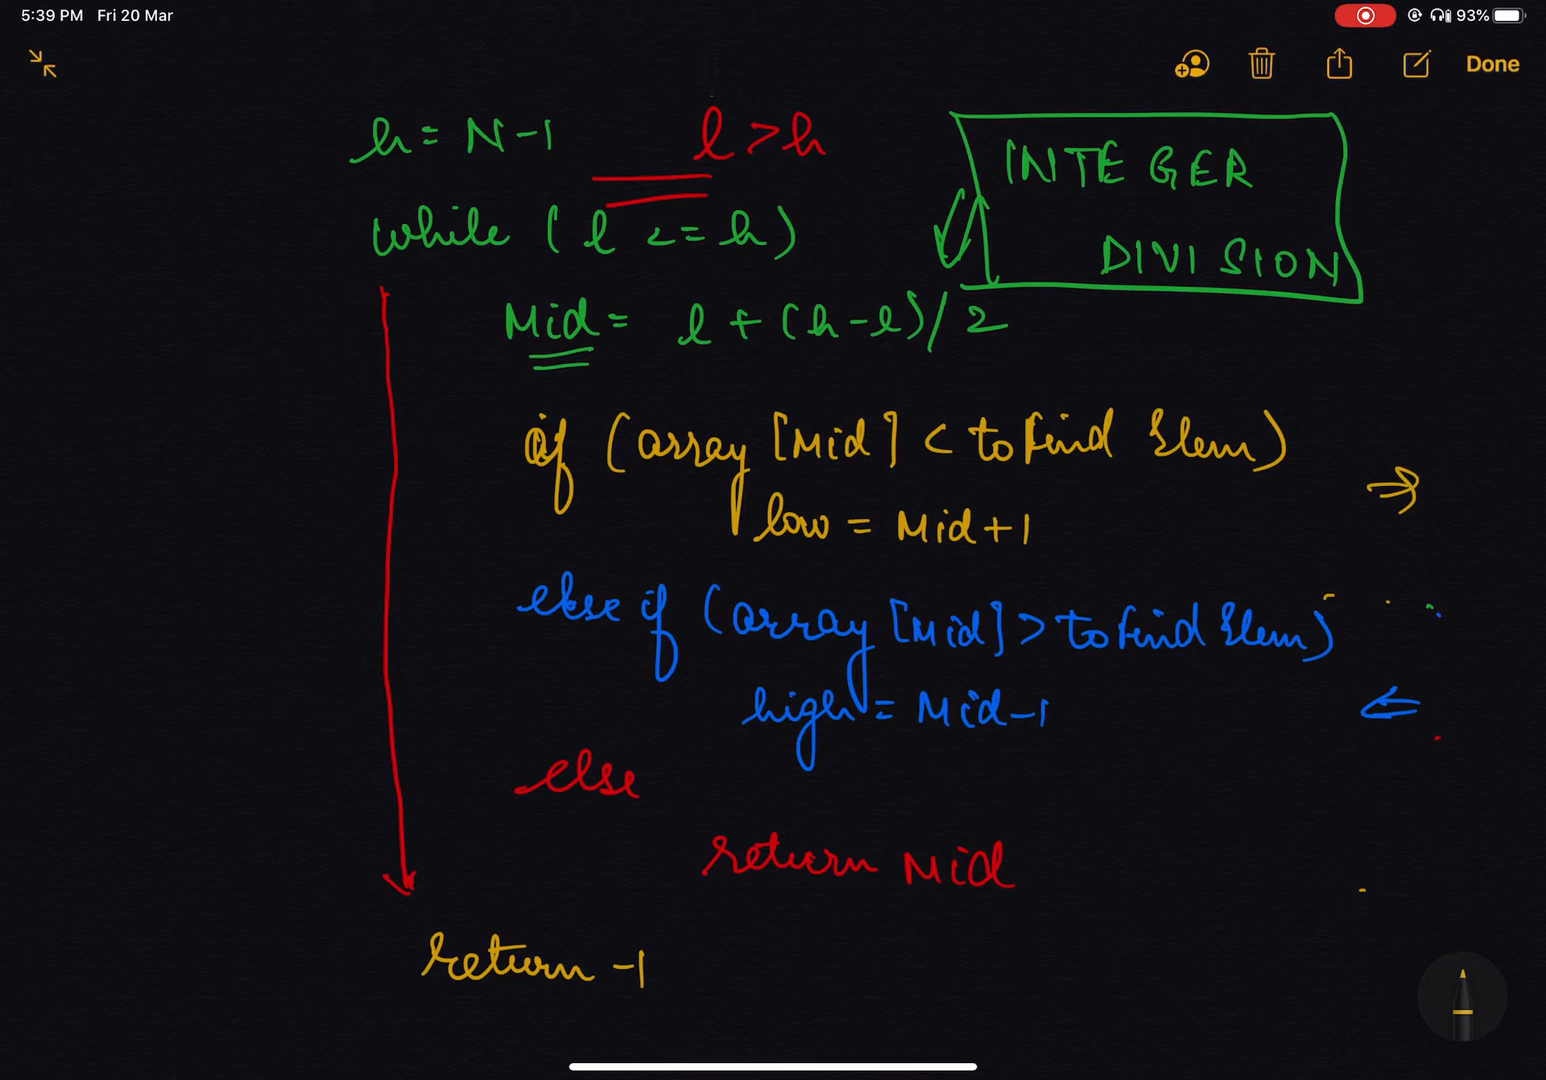 5:39 PM Fri 20 Mar 93%
Done
h = N-1 l > h
INTEGER
DIVISION
while ( l <= h )
Mid = l + (h - l) / 2
if (array [Mid] < to find Elem)
low = Mid + 1
else if (array [Mid] > to find Elem)
high = Mid - 1
else
return Mid
return -1